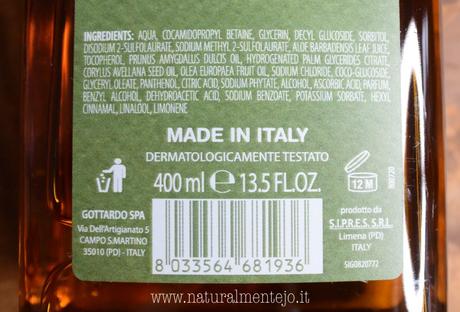 INGREDIENTS: AQUA, COCAMIDOPROPYL BETAINE, GLYCERIN, DECYL GLUCOSIDE, SORBITOL,
DISODIUM 2-SULFOLAURATE, SODIUM METHYL 2-SULFOLAURATE, ALOE BARBADENSIS LEAF JUICE,
TOCOPHEROL, PRUNUS AMYGDALUS DULCIS OIL, HYDROGENATED PALM GLYCERIDES CITRATE,
CORYLUS AVELLANA SEED OIL, OLEA EUROPAEA FRUIT OIL, SODIUM CHLORIDE, COCO-GLUCOSIDE,
GLYCERYL OLEATE, PANTHENOL, CITRIC ACID, SODIUM PHYTATE, ALCOHOL, ASCORBIC ACID, PARFUM,
BENZYL ALCOHOL, DEHYDROACETIC ACID, SODIUM BENZOATE, POTASSIUM SORBATE, HEXYL
CINNAMAL, LINALOOL, LIMONENE
MADE IN ITALY
DERMATOLOGICAMENTE TESTATO
400 ml e 13.5 FL.OZ.
12 M
GOTTARDO SPA
Via Dell'Artigianato 5
CAMPO S.MARTINO
35010 (PD) - ITALY
8 033564 681936
prodotto da
S.I.P.R.E.S. S.R.L.
Limena (PD)
ITALY
SIG0820772
www.naturalmentejo.it